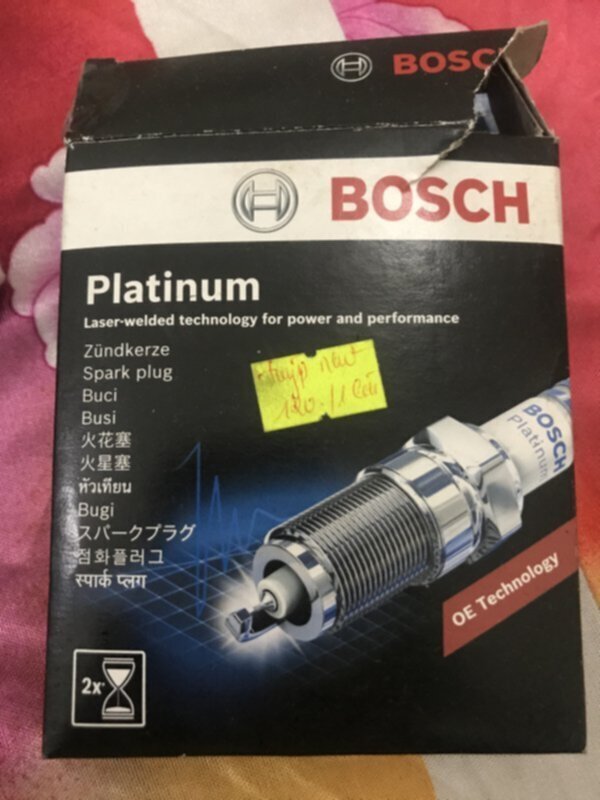 BOSC
BOSCH
Platinum
Laser-welded technology for power and performance
Zündkerze
Spark plug
Buci
Busi
火花塞
火星塞
หัวเทียน
Bugi
スパークプラグ
점화플러그
स्पार्क प्लग
120.
BOSCH
Platinum
OE Technology
2x*